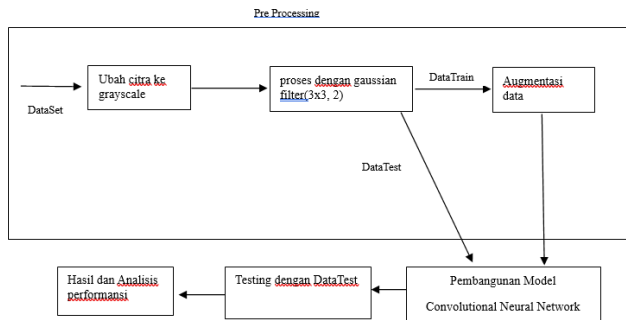 Pre Processing
Ubah citra ke
grayscale
proses dengan gaussian
filter(3x3, 2)
DataTrain
Augmentasi
data
DataSet
DataTest
Hasil dan Analisis
performansi
Testing dengan DataTest
Pembangunan Model
Convolutional Neural Network